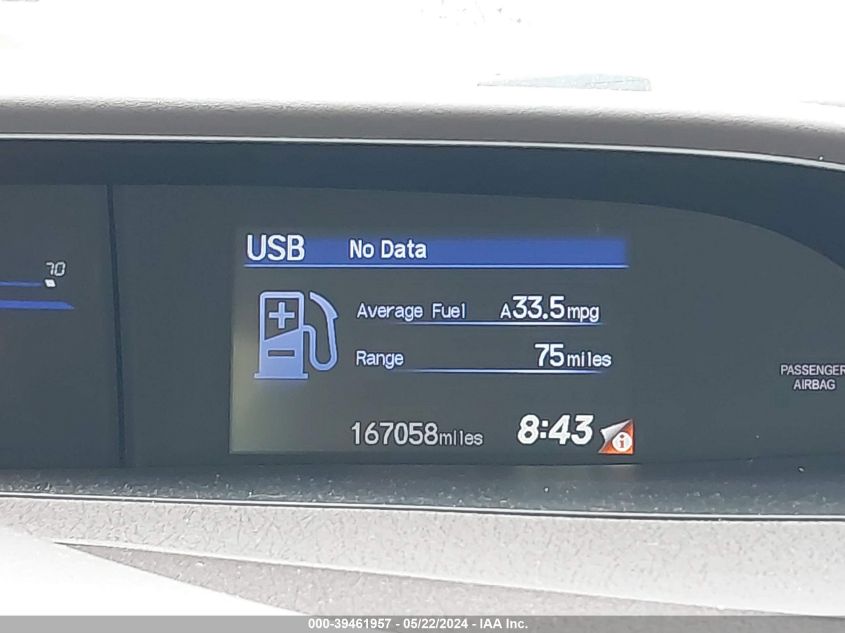 70
USB No Data
Average Fuel A33.5mpg
Range 75miles
PASSENGER
AIRBAG
167058miles 8:43 i
000-39461957 - 05/22/2024 - IAA Inc.